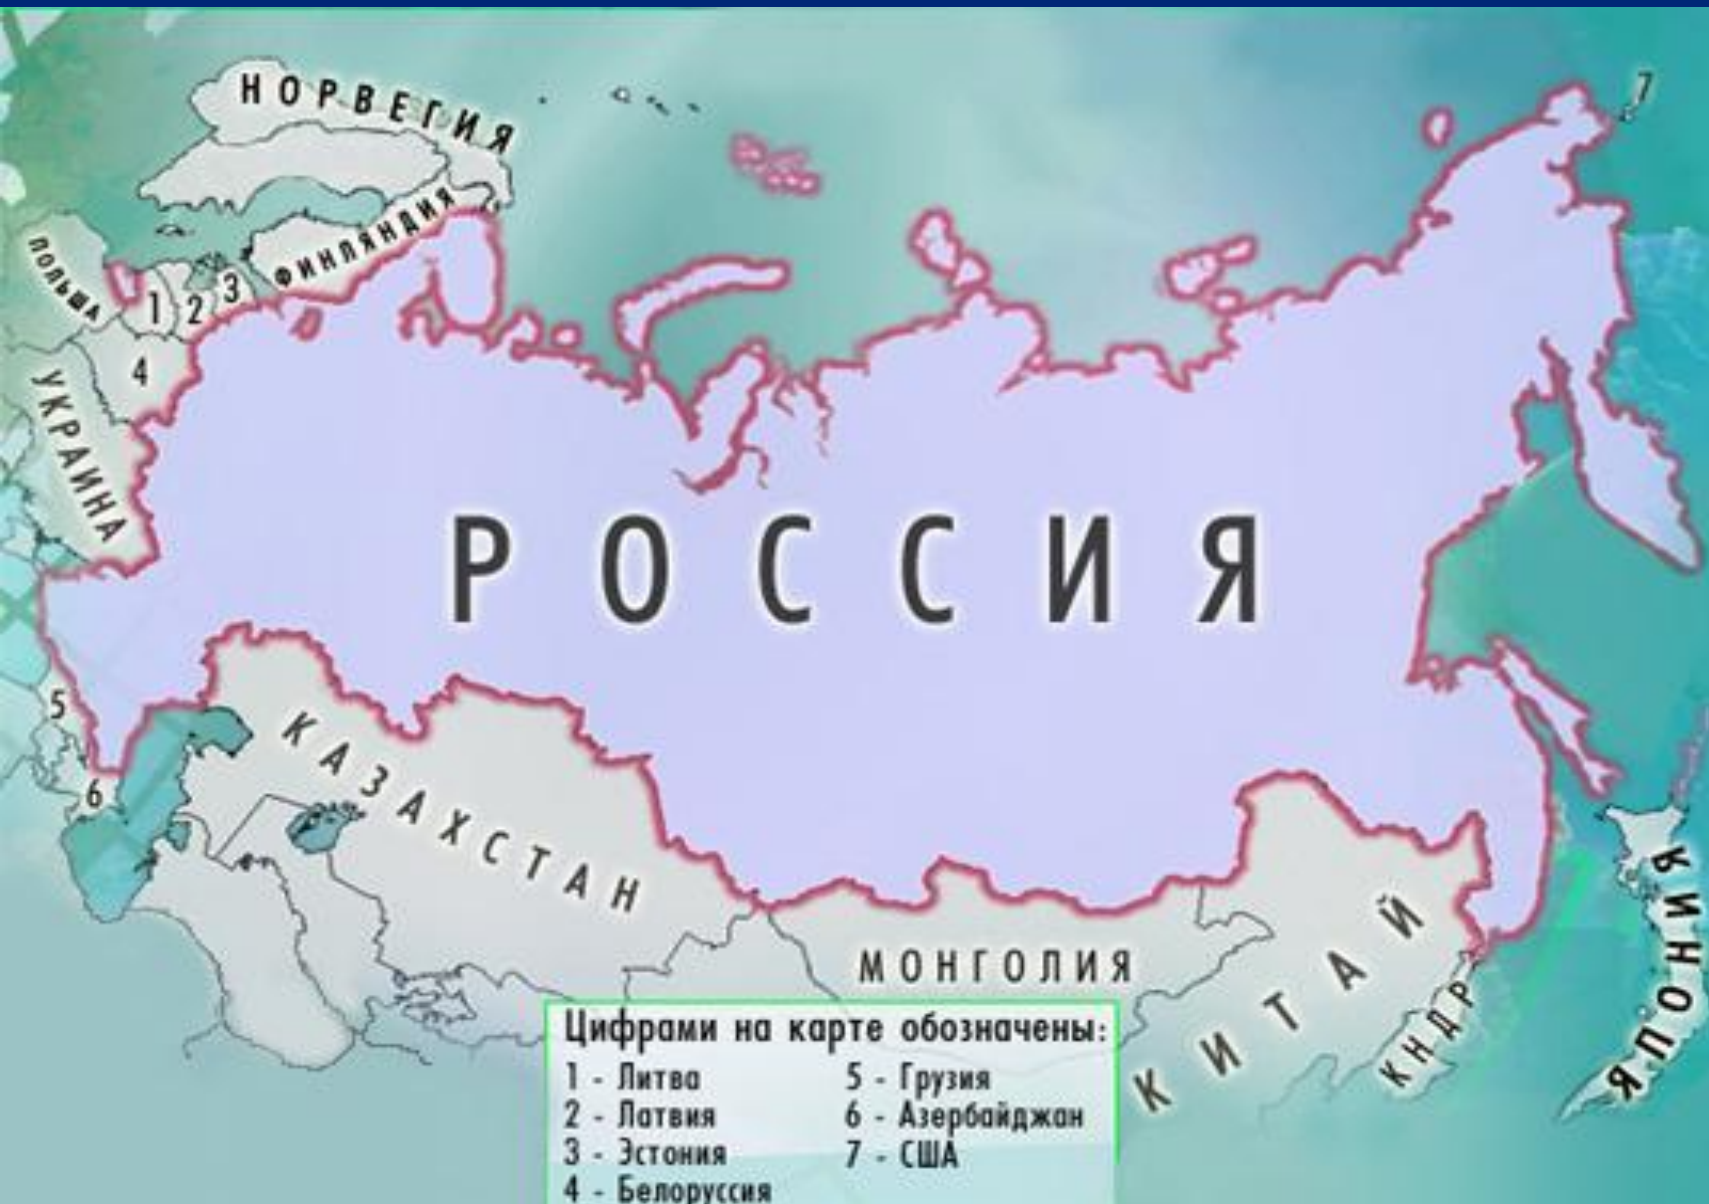 НОРВЕГИЯ
7
ФИНЛЯНДИЯ
ПОЛЬША
1
2
3
4
УКРАИНА
РОССИЯ
5
6
КАЗАХСТАН
МОНГОЛИЯ
КИТАЙ
КНДР
ЯПОНИЯ
Цифрами на карте обозначены:
1 - Литва
2 - Латвия
3 - Эстония
4 - Белоруссия
5 - Грузия
6 - Азербайджан
7 - США